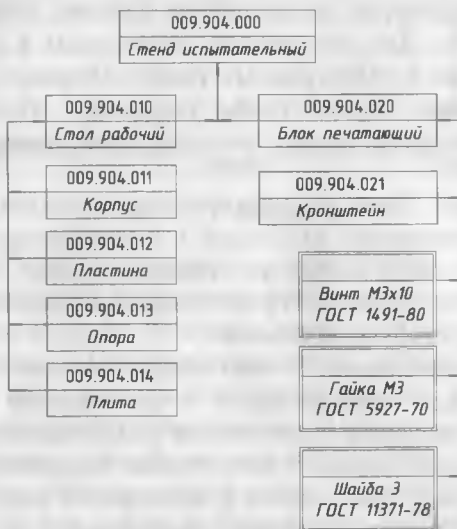 009.904.000
Стенд испытательный
009.904.010
Стол рабочий
009.904.011
Корпус
009.904.012
Пластина
009.904.013
Опора
009.904.014
Плита
009.904.020
Блок печатающий
009.904.021
Кронштейн
Винт М3х10
ГОСТ 1491-80
Гайка М3
ГОСТ 5927-70
Шайба 3
ГОСТ 11371-78